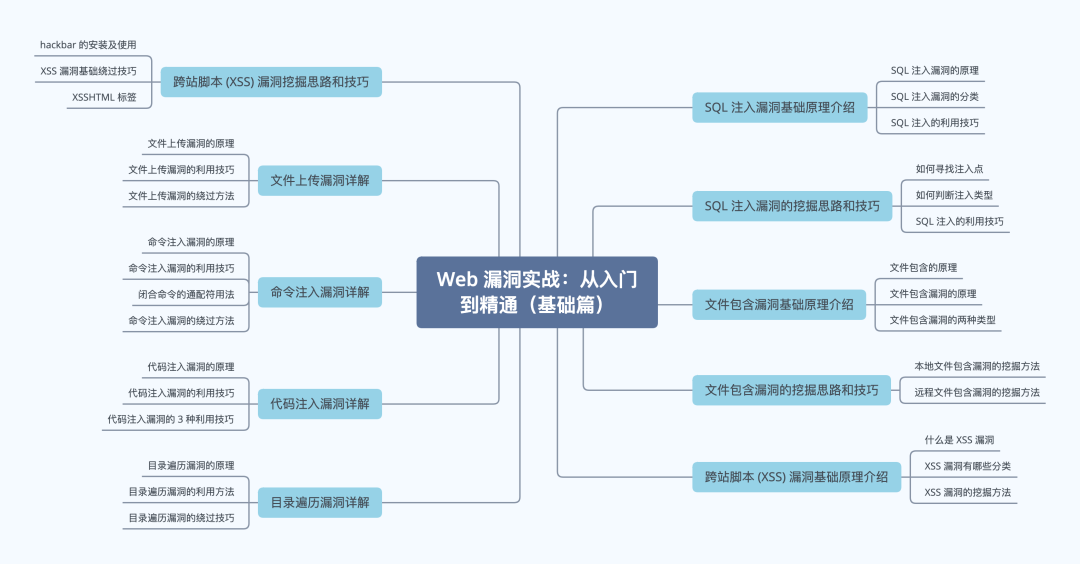 Web 漏洞实战：从入门
到精通（基础篇）
SQL 注入漏洞基础原理介绍
SQL 注入漏洞的原理
SQL 注入漏洞的分类
SQL 注入的利用技巧
SQL 注入漏洞的挖掘思路和技巧
如何寻找注入点
如何判断注入类型
SQL 注入的利用技巧
文件包含漏洞基础原理介绍
文件包含的原理
文件包含漏洞的原理
文件包含漏洞的两种类型
文件包含漏洞的挖掘思路和技巧
本地文件包含漏洞的挖掘方法
远程文件包含漏洞的挖掘方法
跨站脚本 (XSS) 漏洞基础原理介绍
什么是 XSS 漏洞
XSS 漏洞有哪些分类
XSS 漏洞的挖掘方法
跨站脚本 (XSS) 漏洞挖掘思路和技巧
hackbar 的安装及使用
XSS 漏洞基础绕过技巧
XSSHTML 标签
文件上传漏洞详解
文件上传漏洞的原理
文件上传漏洞的利用技巧
文件上传漏洞的绕过方法
命令注入漏洞详解
命令注入漏洞的原理
命令注入漏洞的利用技巧
闭合命令的通配符用法
命令注入漏洞的绕过方法
代码注入漏洞详解
代码注入漏洞的原理
代码注入漏洞的利用技巧
代码注入漏洞的 3 种利用技巧
目录遍历漏洞详解
目录遍历漏洞的原理
目录遍历漏洞的利用方法
目录遍历漏洞的绕过技巧